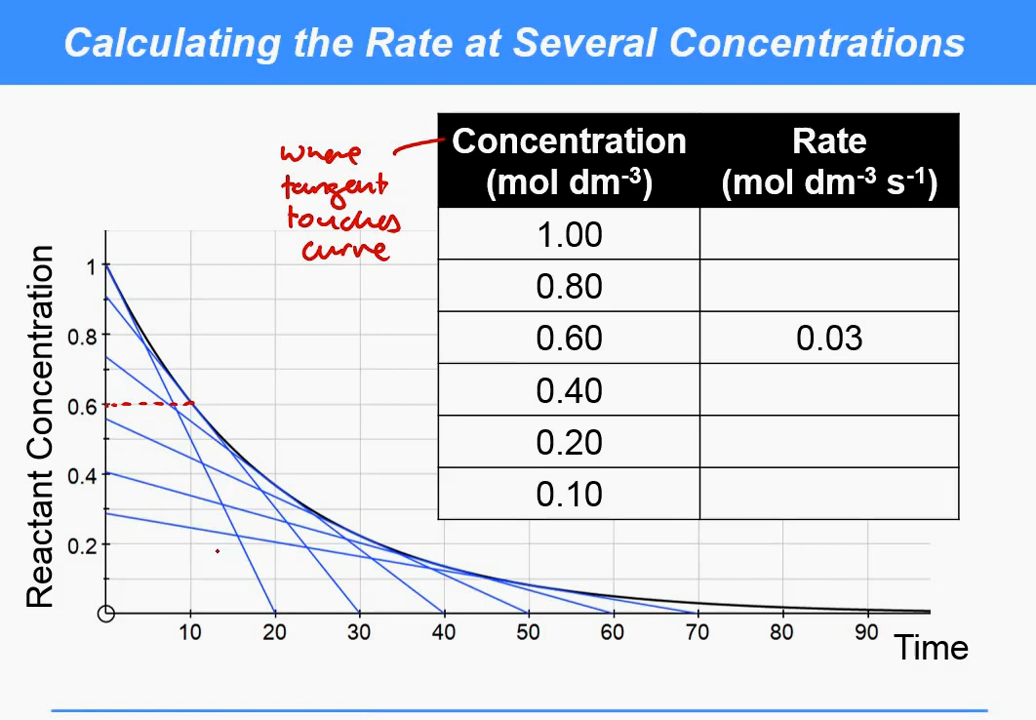 Calculating the Rate at Several Concentrations
where
tangent
touches
curve
Concentration Rate
(mol dm⁻³) (mol dm⁻³ s⁻¹)
1.00
0.80
0.60 0.03
0.40
0.20
0.10
Reactant Concentration
1
0.8
0.6
0.4
0.2
10 20 30 40 50 60 70 80 90
Time